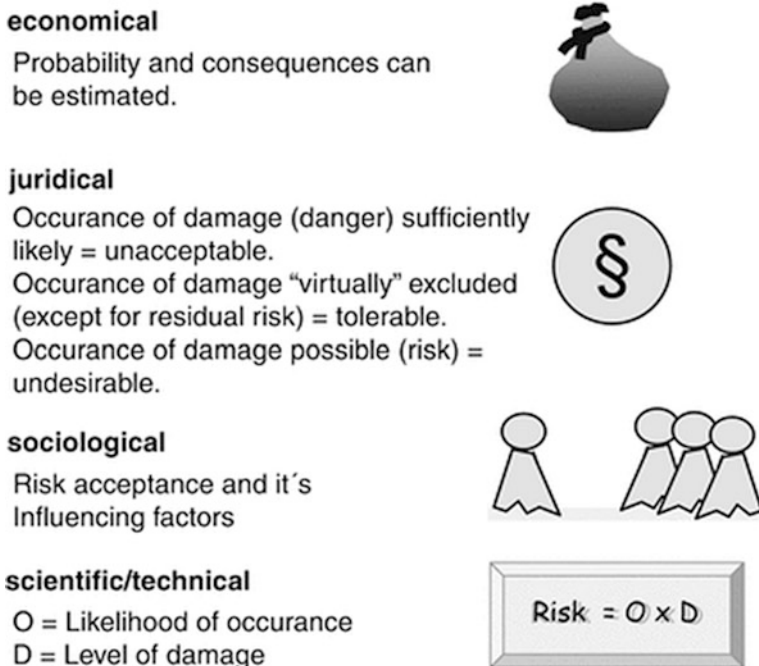 economical
Probability and consequences can
be estimated.
juridical
Occurance of damage (danger) sufficiently
likely = unacceptable.
Occurance of damage “virtually” excluded
(except for residual risk) = tolerable.
Occurance of damage possible (risk) =
undesirable.
§
sociological
Risk acceptance and it´s
Influencing factors
scientific/technical
O = Likelihood of occurance
D = Level of damage
Risk = O x D